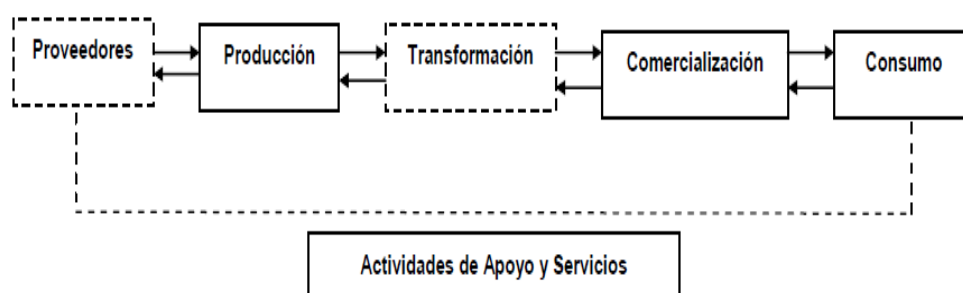 Proveedores
Producción
Transformación
Comercialización
Consumo
Actividades de Apoyo y Servicios